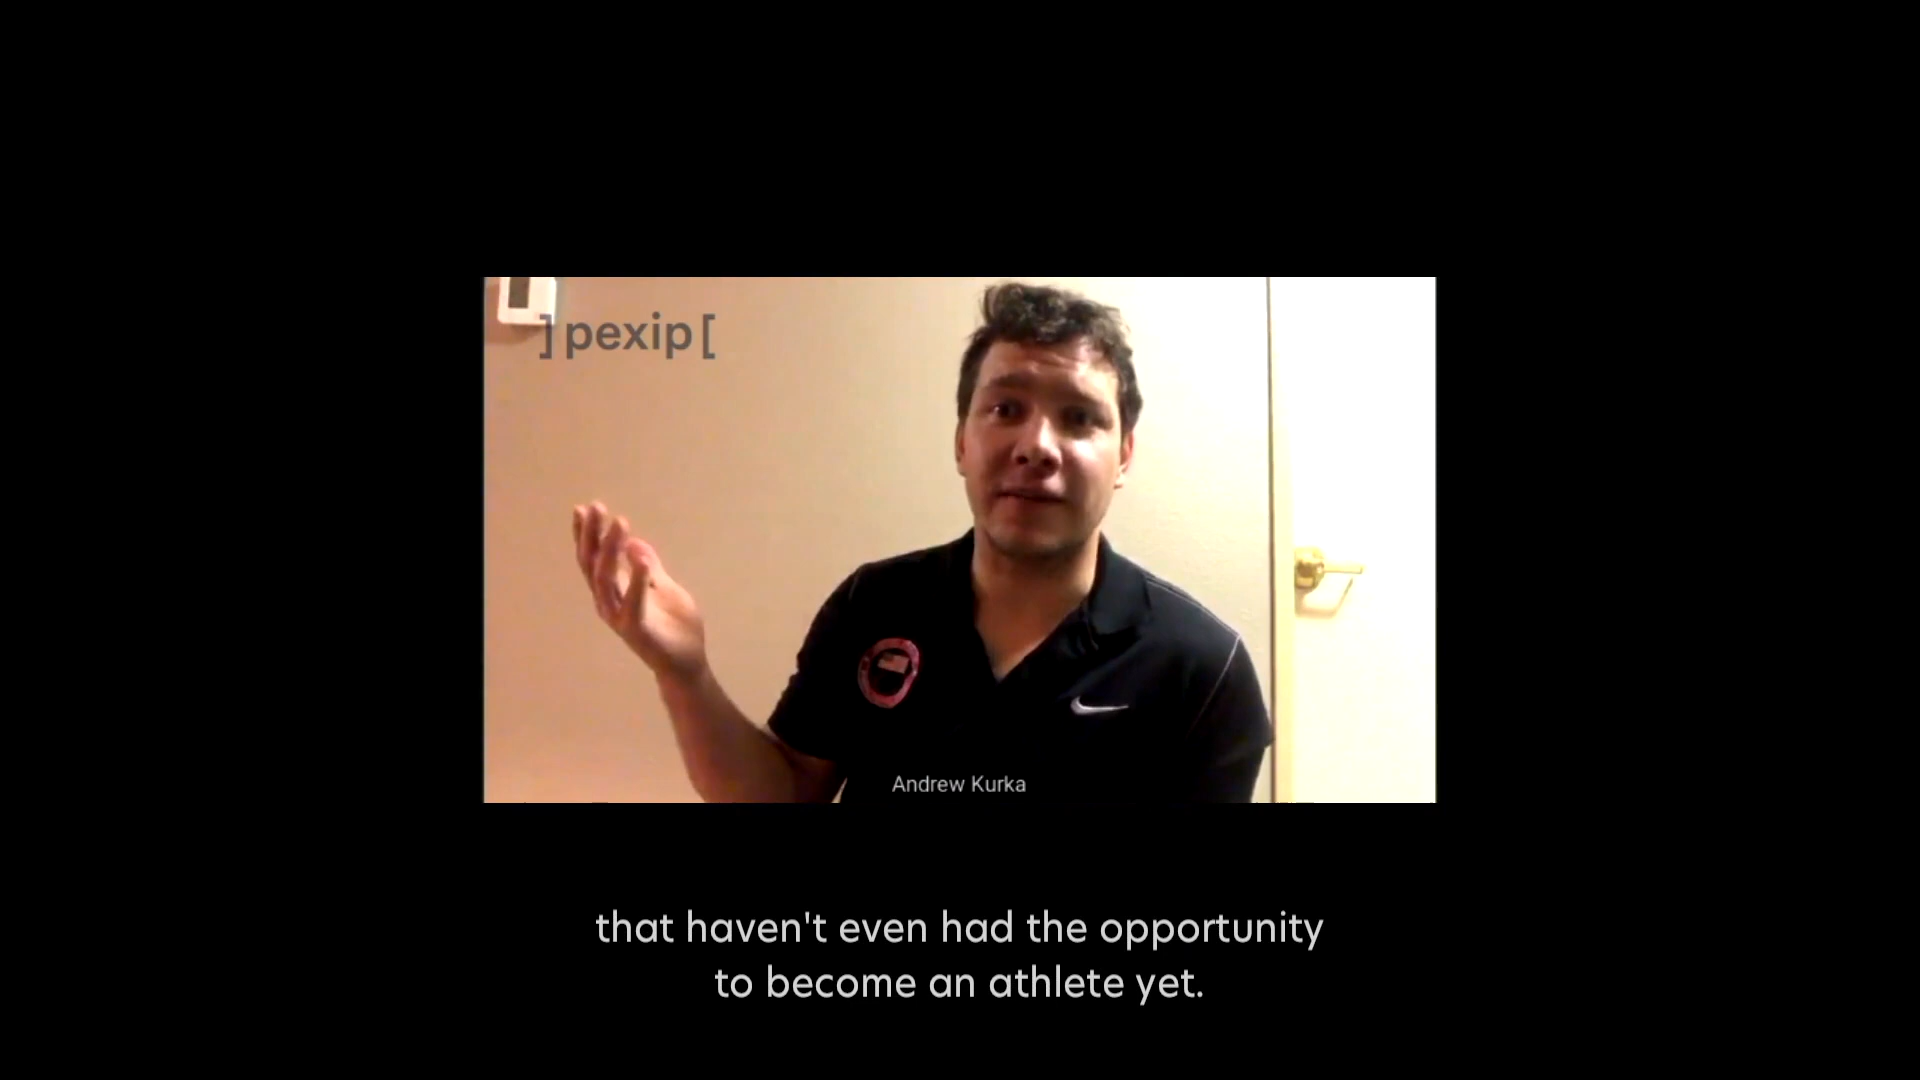 ]pexip[
Andrew Kurka
that haven't even had the opportunity
to become an athlete yet.